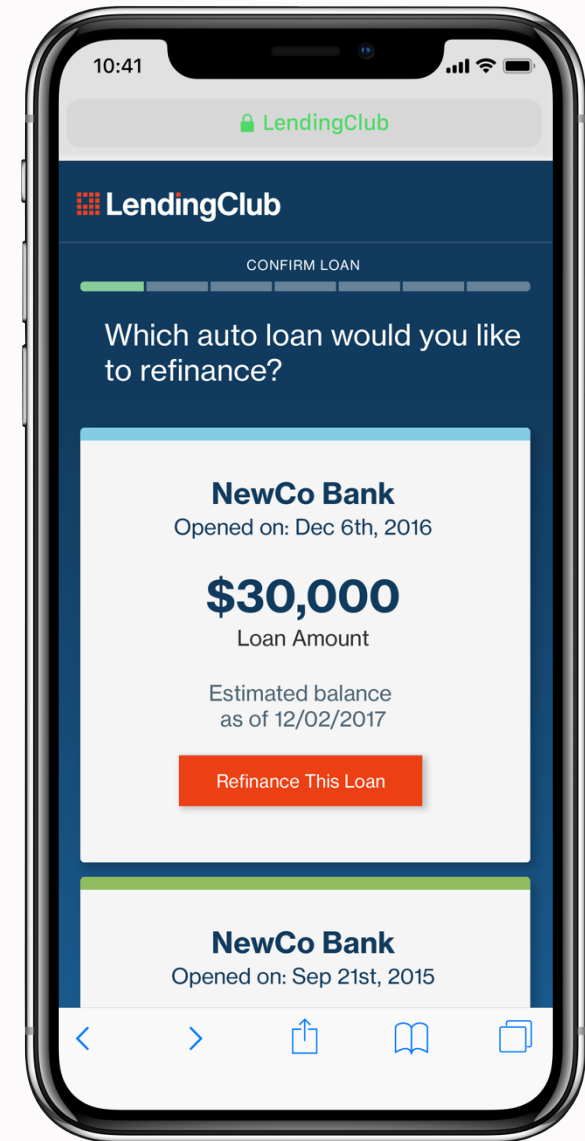 10:41
LendingClub
LendingClub
CONFIRM LOAN
Which auto loan would you like
to refinance?
NewCo Bank
Opened on: Dec 6th, 2016
$30,000
Loan Amount
Estimated balance
as of 12/02/2017
Refinance This Loan
NewCo Bank
Opened on: Sep 21st, 2015